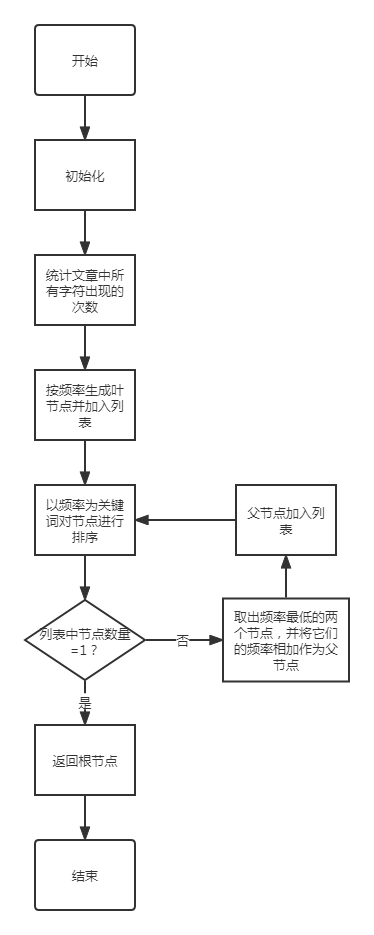 开始
初始化
统计文章中所
有字符出现的
次数
按频率生成叶
节点并加入列
表
以频率为关键
词对节点进行
排序
父节点加入列
表
列表中节点数量
=1？
否
取出频率最低的两
个节点，并将它们
的频率相加作为父
节点
是
返回根节点
结束